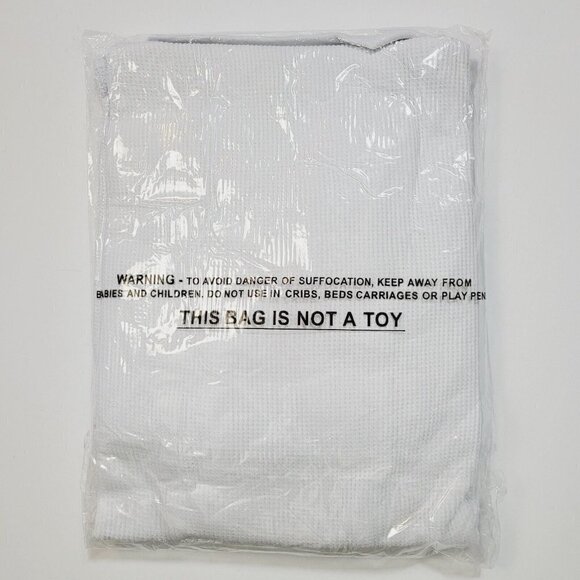 WARNING - TO AVOID DANGER OF SUFFOCATION, KEEP AWAY FROM
BABIES AND CHILDREN. DO NOT USE IN CRIBS, BEDS CARRIAGES OR PLAY PEN
THIS BAG IS NOT A TOY